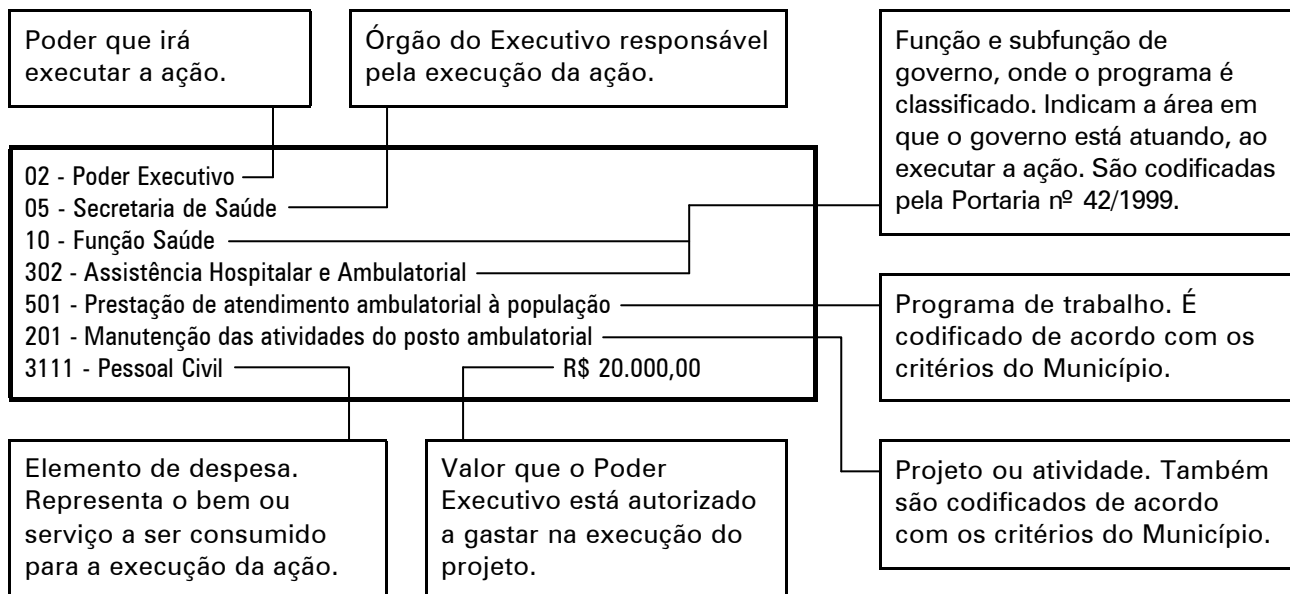 Poder que irá
executar a ação.
Órgão do Executivo responsável
pela execução da ação.
Função e subfunção de
governo, onde o programa é
classificado. Indicam a área em
que o governo está atuando, ao
executar a ação. São codificadas
pela Portaria nº 42/1999.
02 - Poder Executivo
05 - Secretaria de Saúde
10 - Função Saúde
302 - Assistência Hospitalar e Ambulatorial
501 - Prestação de atendimento ambulatorial à população
201 - Manutenção das atividades do posto ambulatorial
3111 - Pessoal Civil R$ 20.000,00
Programa de trabalho. É
codificado de acordo com os
critérios do Município.
Elemento de despesa.
Representa o bem ou
serviço a ser consumido
para a execução da ação.
Valor que o Poder
Executivo está autorizado
a gastar na execução do
projeto.
Projeto ou atividade. Também
são codificados de acordo
com os critérios do Município.